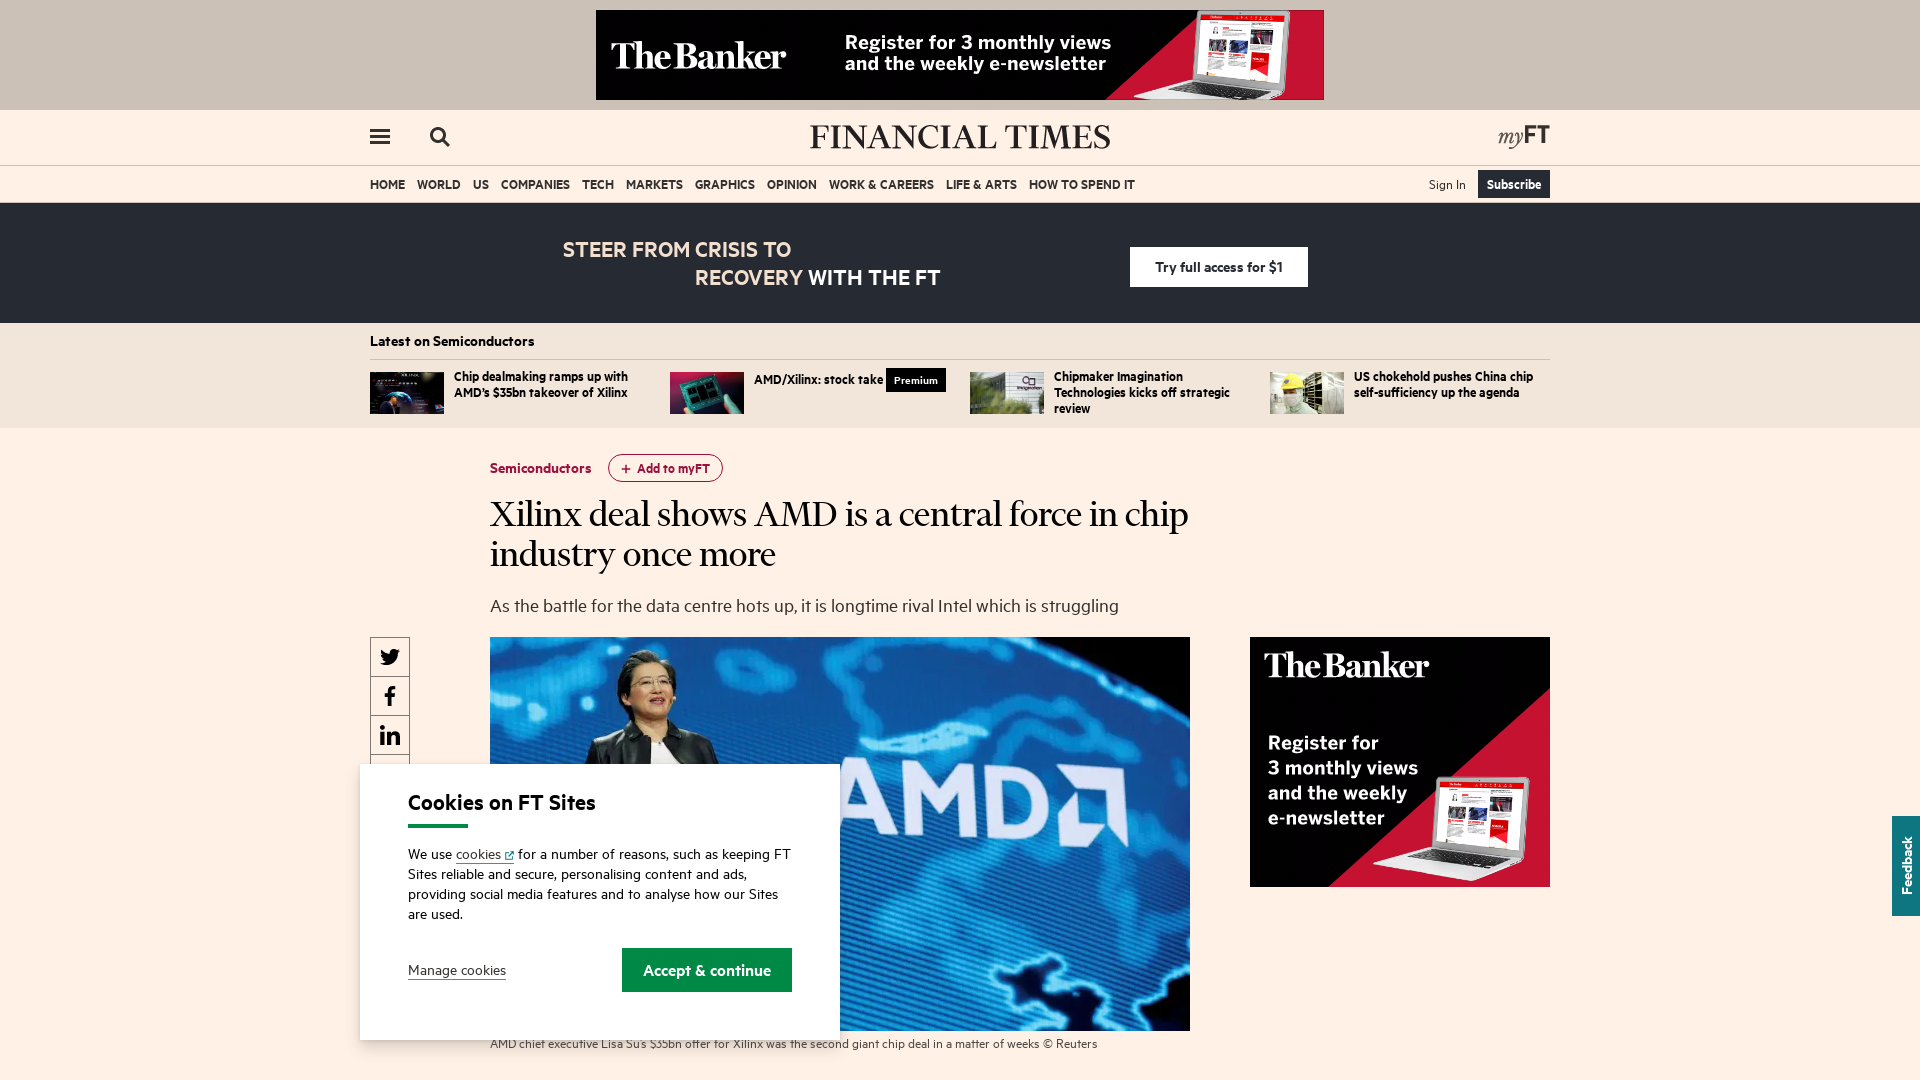 The Banker
Register for 3 monthly views
and the weekly e-newsletter
FINANCIAL TIMES
myFT
HOME WORLD US COMPANIES TECH MARKETS GRAPHICS OPINION WORK & CAREERS LIFE & ARTS HOW TO SPEND IT
Sign In Subscribe
STEER FROM CRISIS TO
RECOVERY WITH THE FT
Try full access for $1
Latest on Semiconductors
Chip dealmaking ramps up with
AMD's $35bn takeover of Xilinx
AMD/Xilinx: stock take Premium
Chipmaker Imagination
Technologies kicks off strategic
review
US chokehold pushes China chip
self-sufficiency up the agenda
Semiconductors + Add to myFT
Xilinx deal shows AMD is a central force in chip
industry once more
As the battle for the data centre hots up, it is longtime rival Intel which is struggling
AMD
The Banker
Register for
3 monthly views
and the weekly
e-newsletter
Feedback
Cookies on FT Sites
We use cookies for a number of reasons, such as keeping FT
Sites reliable and secure, personalising content and ads,
providing social media features and to analyse how our Sites
are used.
Manage cookies
Accept & continue
AMD chief executive Lisa Su's $35bn offer for Xilinx was the second giant chip deal in a matter of weeks © Reuters